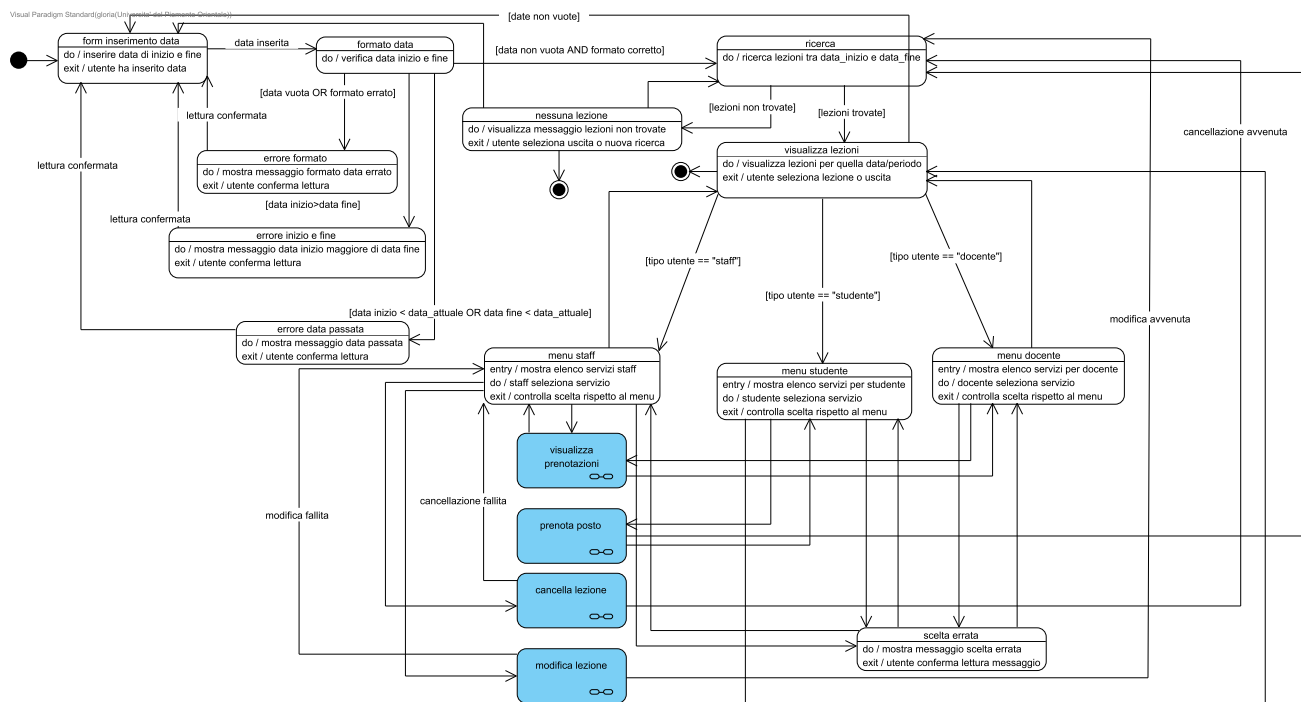 Visual Paradigm Standard(gloria(Universita' del Piemonte Orientale))
[date non vuote]
form inserimento data
do / inserire data di inizio e fine
exit / utente ha inserito data
data inserita
formato data
do / verifica data inizio e fine
[data non vuota AND formato corretto]
ricerca
do / ricerca lezioni tra data_inizio e data_fine
[data vuota OR formato errato]
lettura confermata
nessuna lezione
do / visualizza messaggio lezioni non trovate
exit / utente seleziona uscita o nuova ricerca
[lezioni non trovate]
[lezioni trovate]
cancellazione avvenuta
visualizza lezioni
do / visualizza lezioni per quella data/periodo
exit / utente seleziona lezione o uscita
errore formato
do / mostra messaggio formato data errato
exit / utente conferma lettura
lettura confermata
[data inizio>data fine]
lettura confermata
errore inizio e fine
do / mostra messaggio data inizio maggiore di data fine
exit / utente conferma lettura
[tipo utente == "staff"]
[tipo utente == "studente"]
[tipo utente == "docente"]
[data inizio < data_attuale OR data fine < data_attuale]
modifica avvenuta
errore data passata
do / mostra messaggio data passata
exit / utente conferma lettura
menu staff
entry / mostra elenco servizi staff
do / staff seleziona servizio
exit / controlla scelta rispetto al menu
menu studente
entry / mostra elenco servizi per studente
do / studente seleziona servizio
exit / controlla scelta rispetto al menu
menu docente
entry / mostra elenco servizi per docente
do / docente seleziona servizio
exit / controlla scelta rispetto al menu
visualizza
prenotazioni
cancellazione fallita
modifica fallita
prenota posto
cancella lezione
scelta errata
do / mostra messaggio scelta errata
exit / utente conferma lettura messaggio
modifica lezione